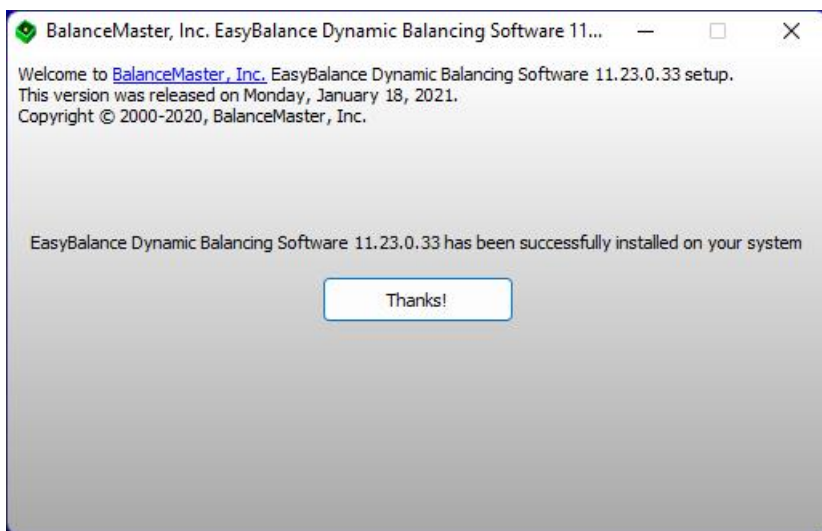 BalanceMaster, Inc. EasyBalance Dynamic Balancing Software 11...
Welcome to BalanceMaster, Inc. EasyBalance Dynamic Balancing Software 11.23.0.33 setup.
This version was released on Monday, January 18, 2021.
Copyright © 2000-2020, BalanceMaster, Inc.
EasyBalance Dynamic Balancing Software 11.23.0.33 has been successfully installed on your system
Thanks!